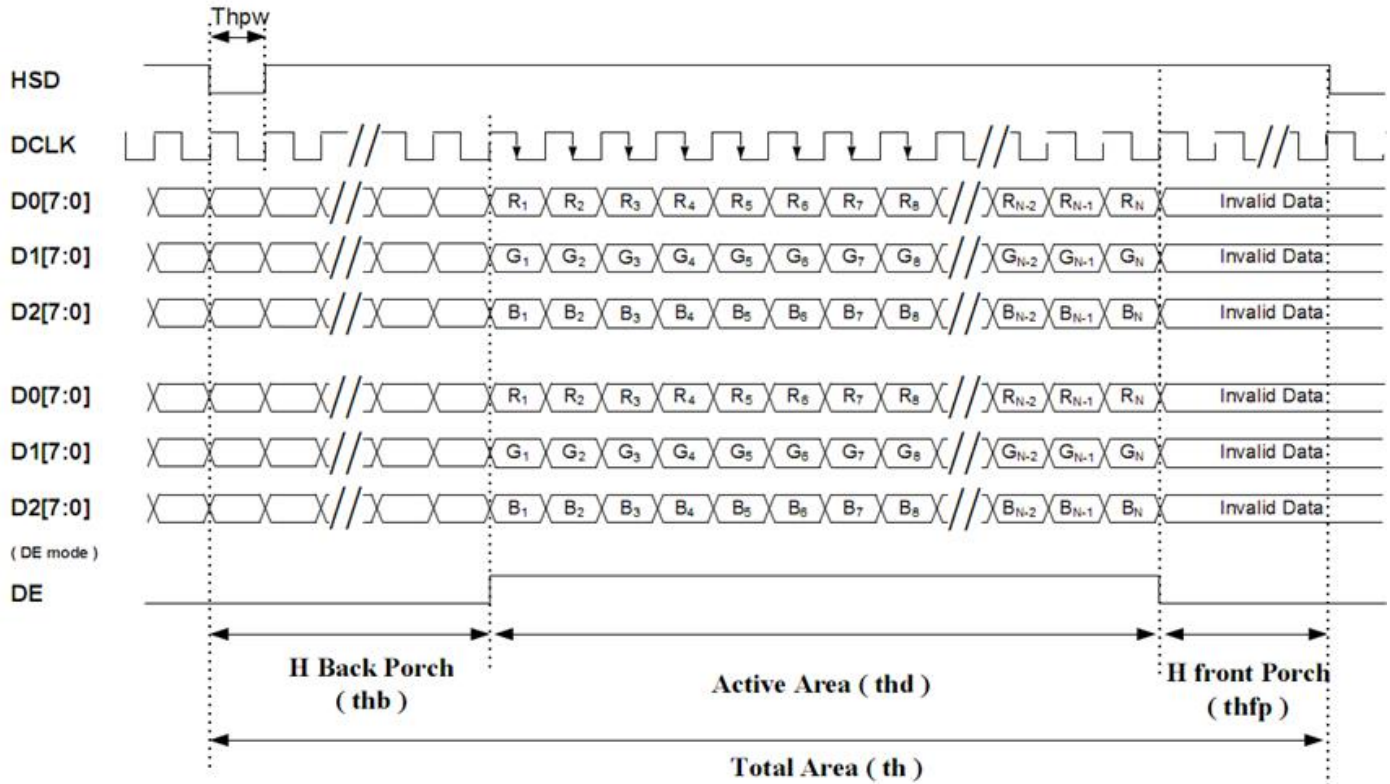 Thpw
HSD
DCLK
D0[7:0] R1 R2 R3 R4 R5 R6 R7 R8 RN-2 RN-1 RN Invalid Data
D1[7:0] G1 G2 G3 G4 G5 G6 G7 G8 GN-2 GN-1 GN Invalid Data
D2[7:0] B1 B2 B3 B4 B5 B6 B7 B8 BN-2 BN-1 BN Invalid Data
D0[7:0] R1 R2 R3 R4 R5 R6 R7 R8 RN-2 RN-1 RN Invalid Data
D1[7:0] G1 G2 G3 G4 G5 G6 G7 G8 GN-2 GN-1 GN Invalid Data
D2[7:0] B1 B2 B3 B4 B5 B6 B7 B8 BN-2 BN-1 BN Invalid Data
( DE mode )
DE
H Back Porch
( thb )
Active Area ( thd )
H front Porch
( thfp )
Total Area ( th )